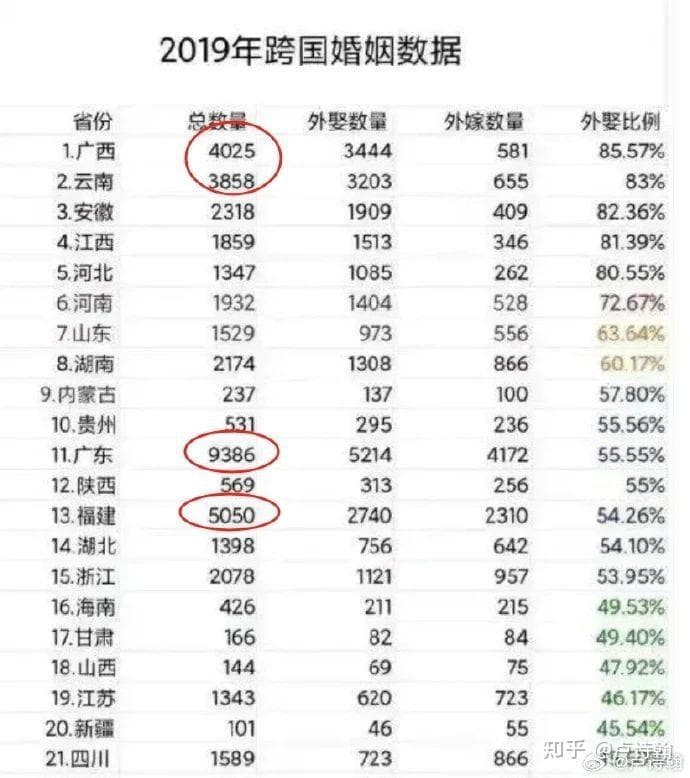 2019年跨国婚姻数据
省份 总数量 外娶数量 外嫁数量 外娶比例
1.广西 4025 3444 581 85.57%
2.云南 3858 3203 655 83%
3.安徽 2318 1909 409 82.36%
4.江西 1859 1513 346 81.39%
5.河北 1347 1085 262 80.55%
6.河南 1932 1404 528 72.67%
7.山东 1529 973 556 63.64%
8.湖南 2174 1308 866 60.17%
9.内蒙古 237 137 100 57.80%
10.贵州 531 295 236 55.56%
11.广东 9386 5214 4172 55.55%
12.陕西 569 313 256 55%
13.福建 5050 2740 2310 54.26%
14.湖北 1398 756 642 54.10%
15.浙江 2078 1121 957 53.95%
16.海南 426 211 215 49.53%
17.甘肃 166 82 84 49.40%
18.山西 144 69 75 47.92%
19.江苏 1343 620 723 46.17%
20.新疆 101 46 55 45.54%
21.四川 1589 723 866
知乎 @卢诗翰